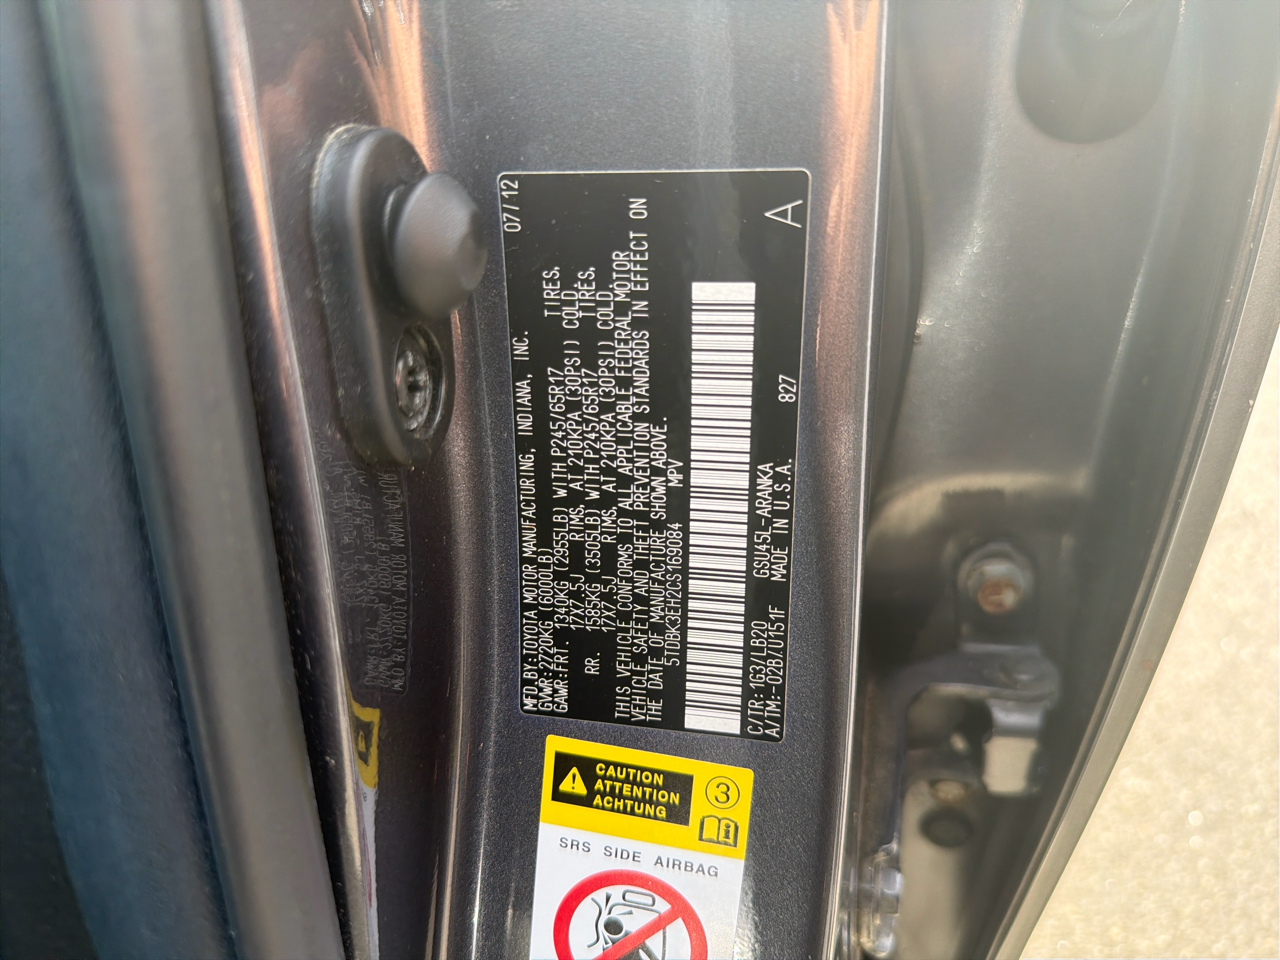 MFD.BY:TOYOTA MOTOR MANUFACTURING, INDIANA, INC. 07/12
GVWR:2720KG (6000LB)
GAWR:FRT. 1340KG (2955LB) WITH P245/65R17 TIRES.
17X7.5J RIMS, AT 210KPA (30PSI) COLD.
RR. 1585KG (3505LB) WITH P245/65R17 TIRES.
17X7.5J RIMS, AT 210KPA (30PSI) COLD.
THIS VEHICLE CONFORMS TO ALL APPLICABLE FEDERAL MOTOR
VEHICLE SAFETY AND THEFT PREVENTION STANDARDS IN EFFECT ON
THE DATE OF MANUFACTURE SHOWN ABOVE.
5TDBK3EH2CS169084 MPV
C/TR:1G3/LB20 GSU45L-ARANKA 827 A
A/TM:-02B/U151F MADE IN U.S.A.
CAUTION
ATTENTION
ACHTUNG
3
SRS SIDE AIRBAG